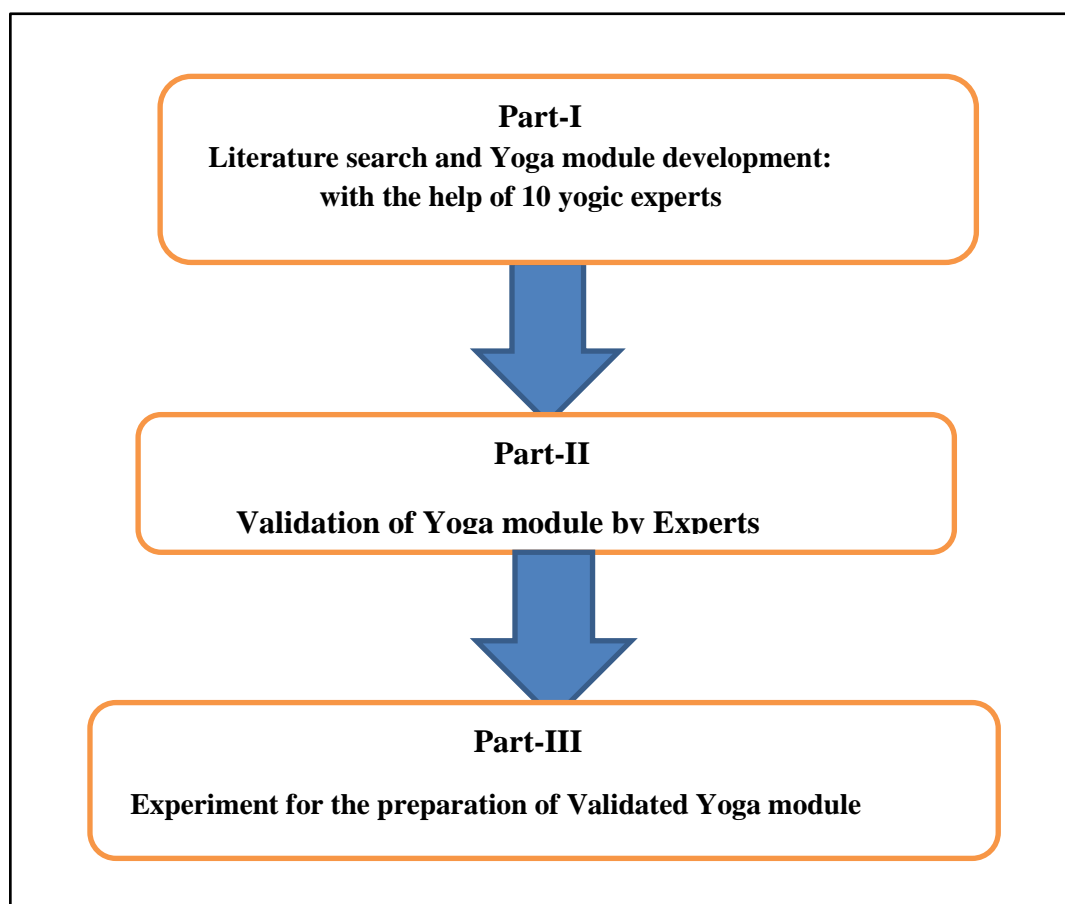 Part-I
Literature search and Yoga module development:
with the help of 10 yogic experts
Part-II
Validation of Yoga module by Experts
Part-III
Experiment for the preparation of Validated Yoga module